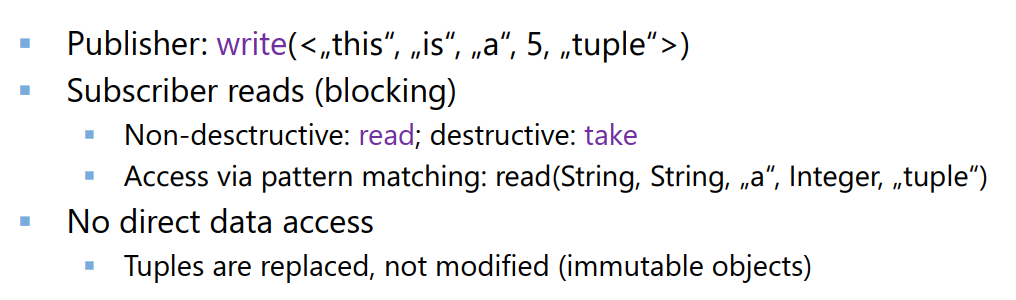 Publisher: write(<„this“, „is“, „a“, 5, „tuple“>)
Subscriber reads (blocking)
Non-desctructive: read; destructive: take
Access via pattern matching: read(String, String, „a“, Integer, „tuple“)
No direct data access
Tuples are replaced, not modified (immutable objects)